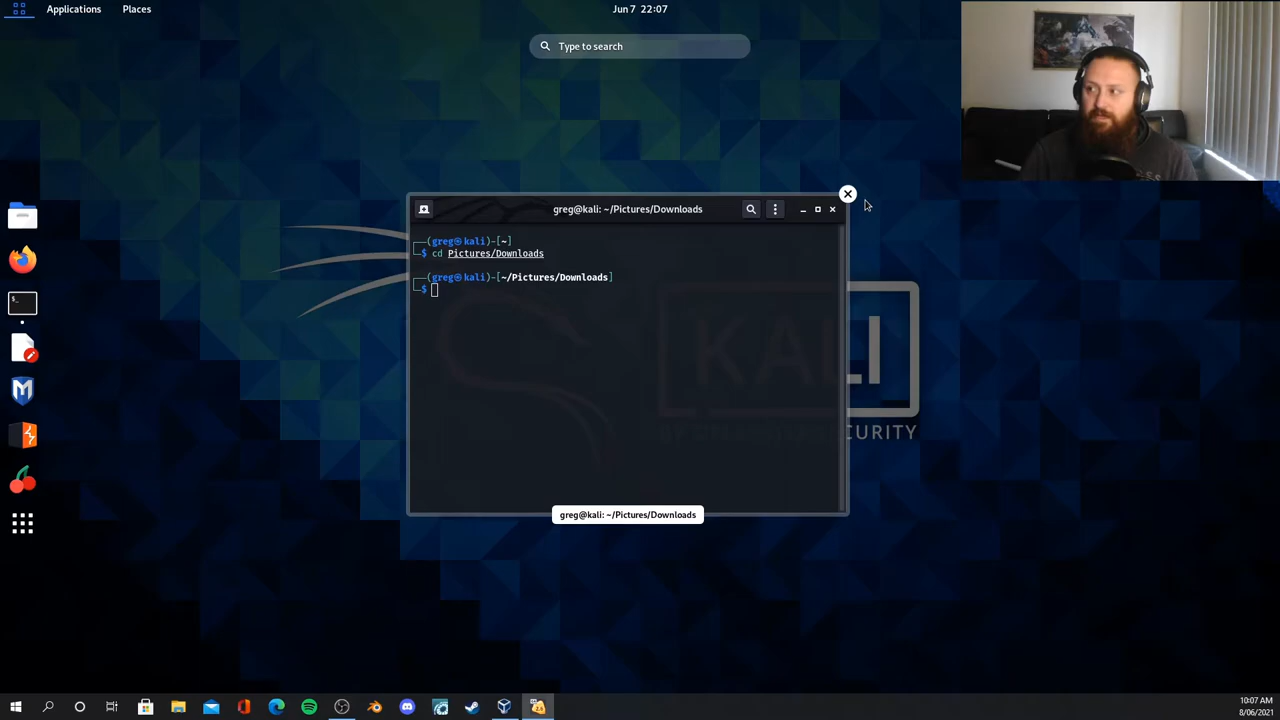 Applications Places Jun 7 22:07
Type to search
greg@kali: ~/Pictures/Downloads
┌──(greg㉿kali)-[~]
└─$ cd Pictures/Downloads
┌──(greg㉿kali)-[~/Pictures/Downloads]
└─$
KALI
greg@kali: ~/Pictures/Downloads
10:07 AM
8/06/2021